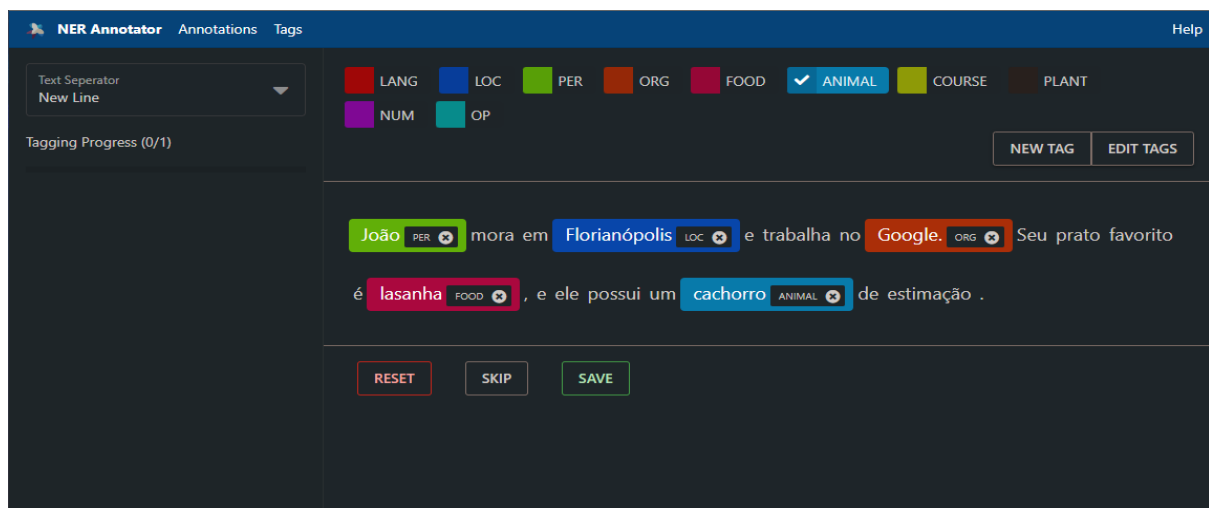 NER Annotator Annotations Tags Help
Text Seperator
New Line
Tagging Progress (0/1)
LANG LOC PER ORG FOOD ANIMAL COURSE PLANT
NUM OP
NEW TAG EDIT TAGS
João PER mora em Florianópolis LOC e trabalha no Google. ORG Seu prato favorito
é lasanha FOOD , e ele possui um cachorro ANIMAL de estimação .
RESET SKIP SAVE